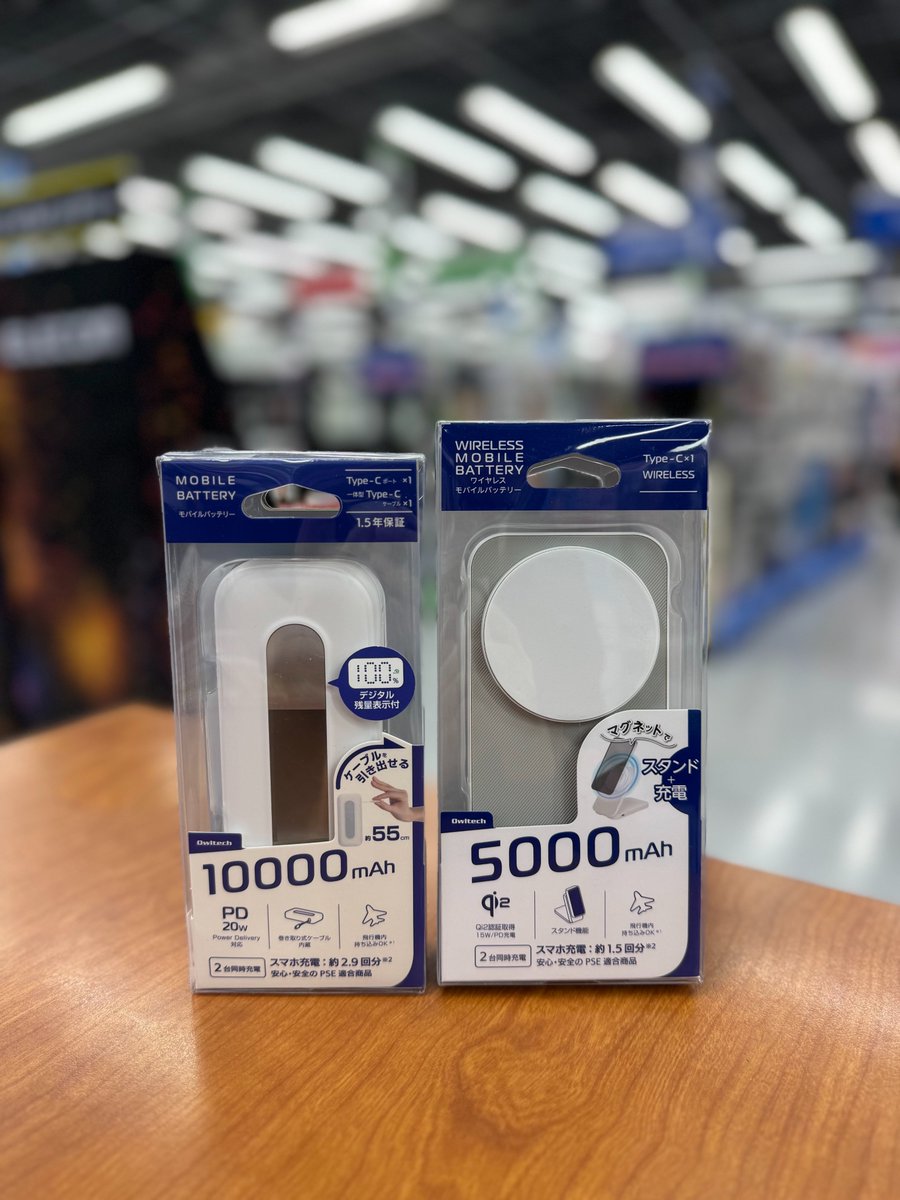 MOBILE
BATTERY
モバイルバッテリー
Type-C ポート ×1
一体型 Type-C
ケーブル ×1
1.5年保証
100%
デジタル
残量表示付
ケーブルを
引き出せる
約55cm
Owltech
10000mAh
PD
20W
Power Delivery
対応
巻き取り式ケーブル
内蔵
飛行機内
持ち込みOK
2台同時充電
スマホ充電：約2.9回分※2
安心・安全のPSE適合商品
WIRELESS
MOBILE
BATTERY
ワイヤレス
モバイルバッテリー
Type-C×1
WIRELESS
マグネットで
スタンド
+
充電
Owltech
5000mAh
Qi2
Qi2認証取得
15W/PD充電
スタンド機能
飛行機内
持ち込みOK
2台同時充電
スマホ充電：約1.5回分※2
安心・安全のPSE適合商品